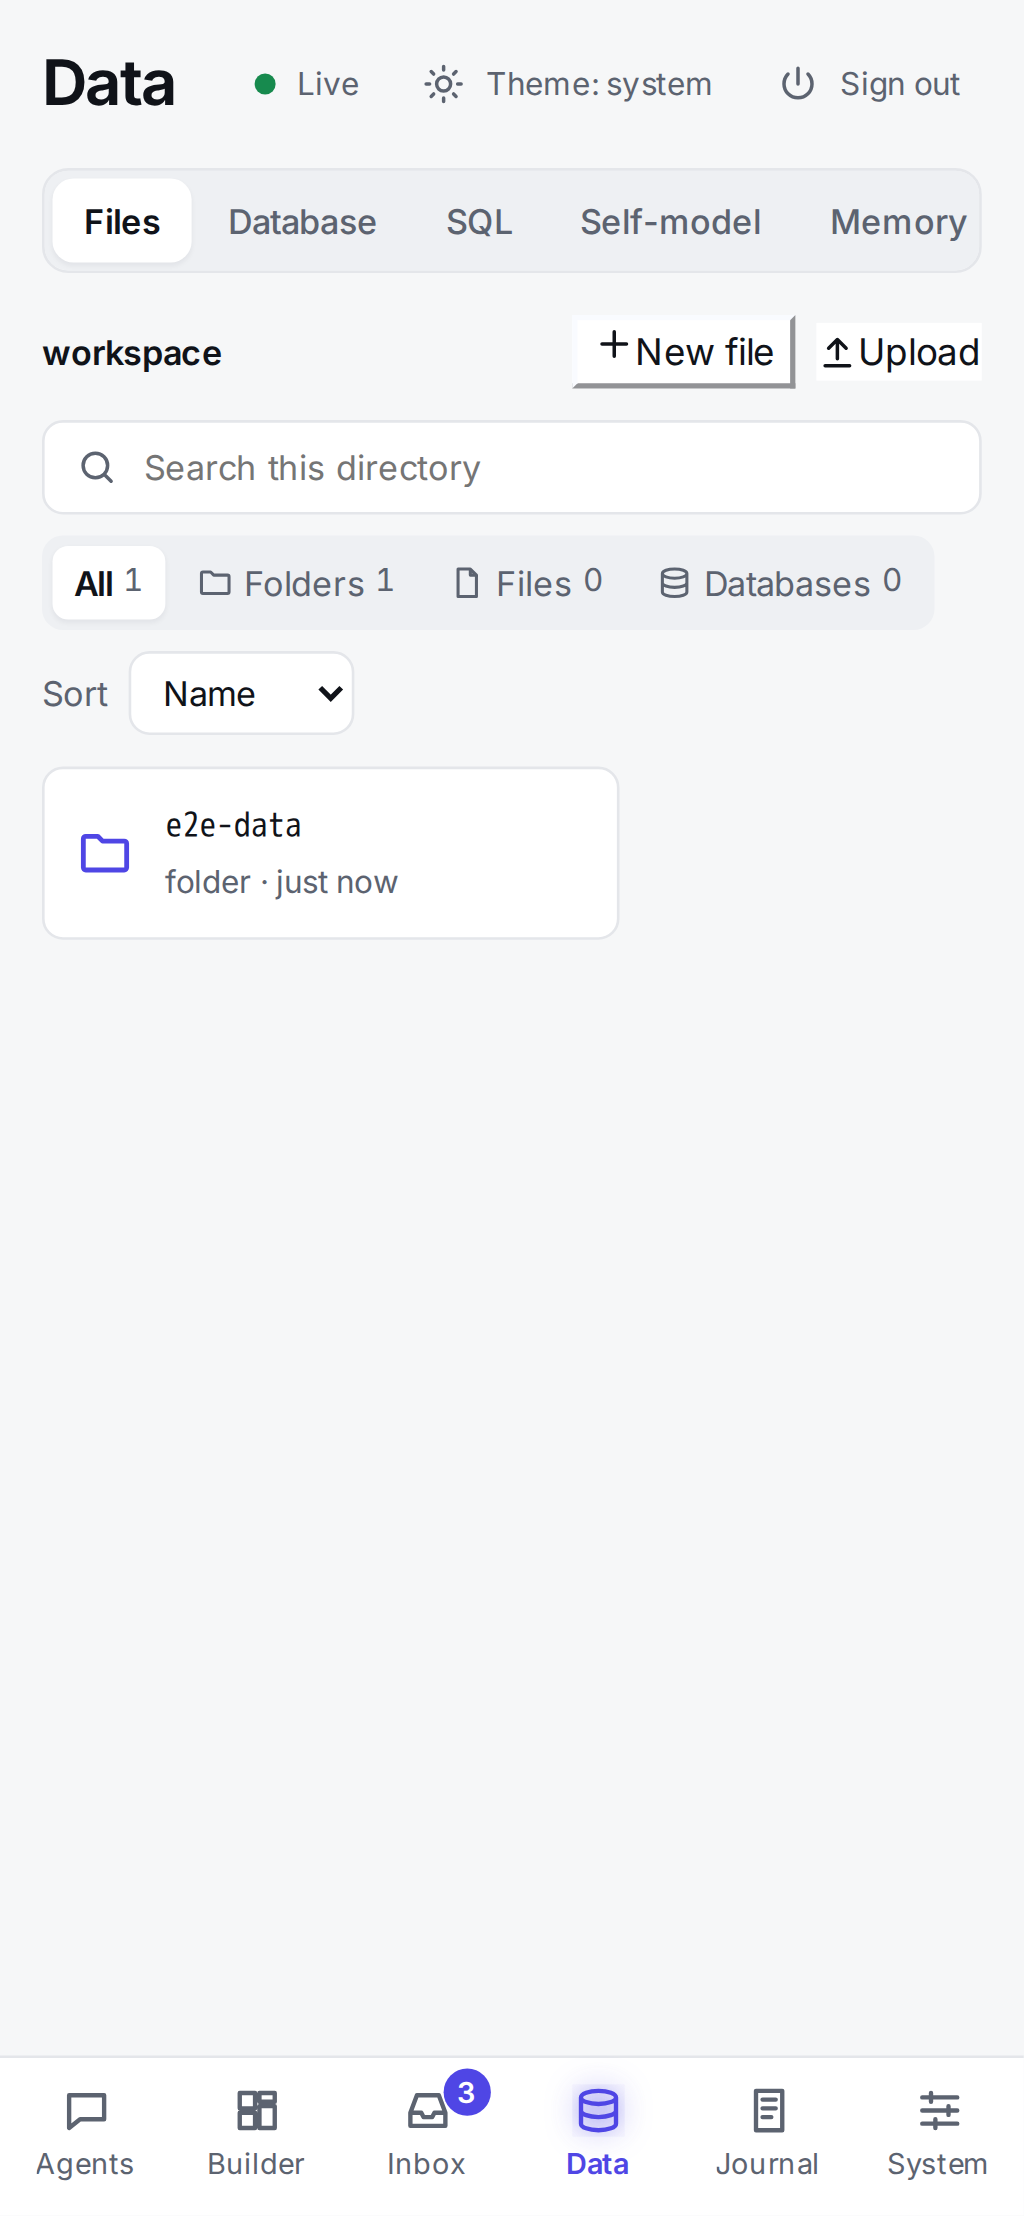 Data Live Theme: system Sign out
Files Database SQL Self-model Memory
workspace New file Upload
Search this directory
All 1 Folders 1 Files 0 Databases 0
Sort Name
e2e-data
folder · just now
3
Agents Builder Inbox Data Journal System